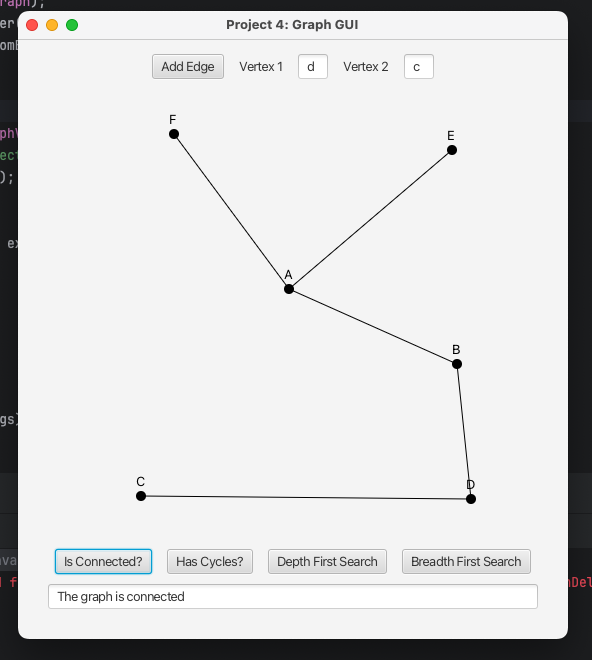 raph);
Project 4: Graph GUI
Add Edge Vertex 1 d Vertex 2 c
F
E
A
B
C
D
Is Connected? Has Cycles? Depth First Search Breadth First Search
The graph is connected